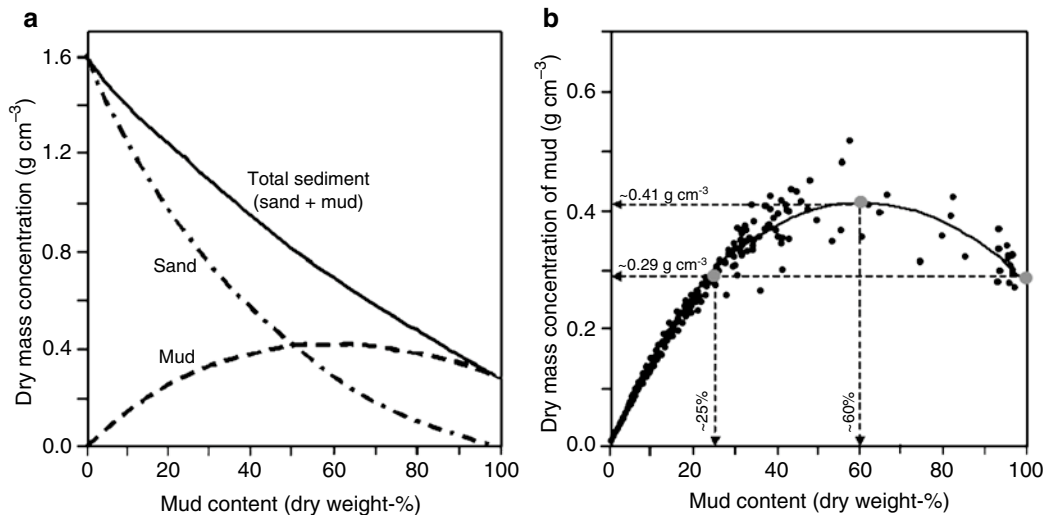 a
Dry mass concentration (g cm⁻³)
1.6
1.2
0.8
0.4
0.0
Total sediment
(sand + mud)
Sand
Mud
0
20
40
60
80
100
Mud content (dry weight-%)
b
Dry mass concentration of mud (g cm⁻³)
0.6
0.4
0.2
0.0
~0.41 g cm⁻³
~0.29 g cm⁻³
~25%
~60%
0
20
40
60
80
100
Mud content (dry weight-%)